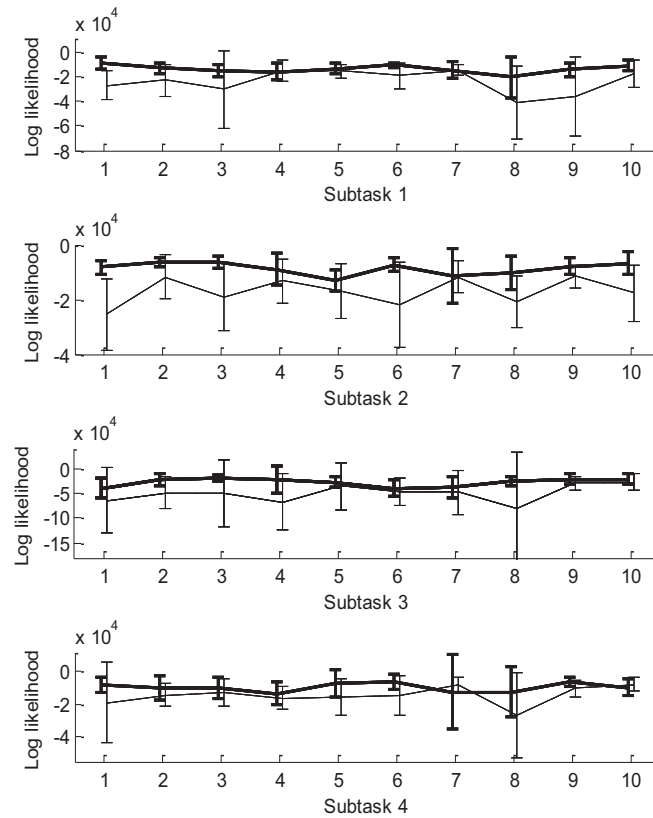 x 10^4
Log likelihood
0
-2
-4
-6
-8
1 2 3 4 5 6 7 8 9 10
Subtask 1
x 10^4
Log likelihood
0
-2
-4
1 2 3 4 5 6 7 8 9 10
Subtask 2
x 10^4
Log likelihood
0
-5
-10
-15
1 2 3 4 5 6 7 8 9 10
Subtask 3
x 10^4
Log likelihood
0
-2
-4
1 2 3 4 5 6 7 8 9 10
Subtask 4